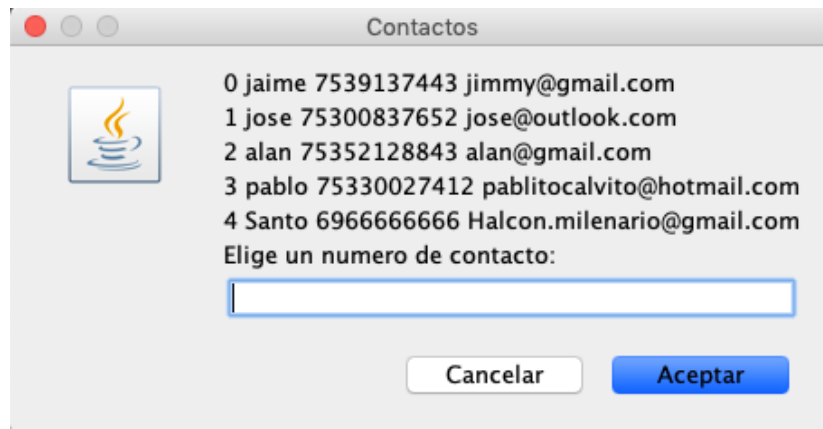 Contactos
0 jaime 7539137443 jimmy@gmail.com
1 jose 75300837652 jose@outlook.com
2 alan 75352128843 alan@gmail.com
3 pablo 75330027412 pablitocalvito@hotmail.com
4 Santo 6966666666 Halcon.milenario@gmail.com
Elige un numero de contacto:
Cancelar Aceptar